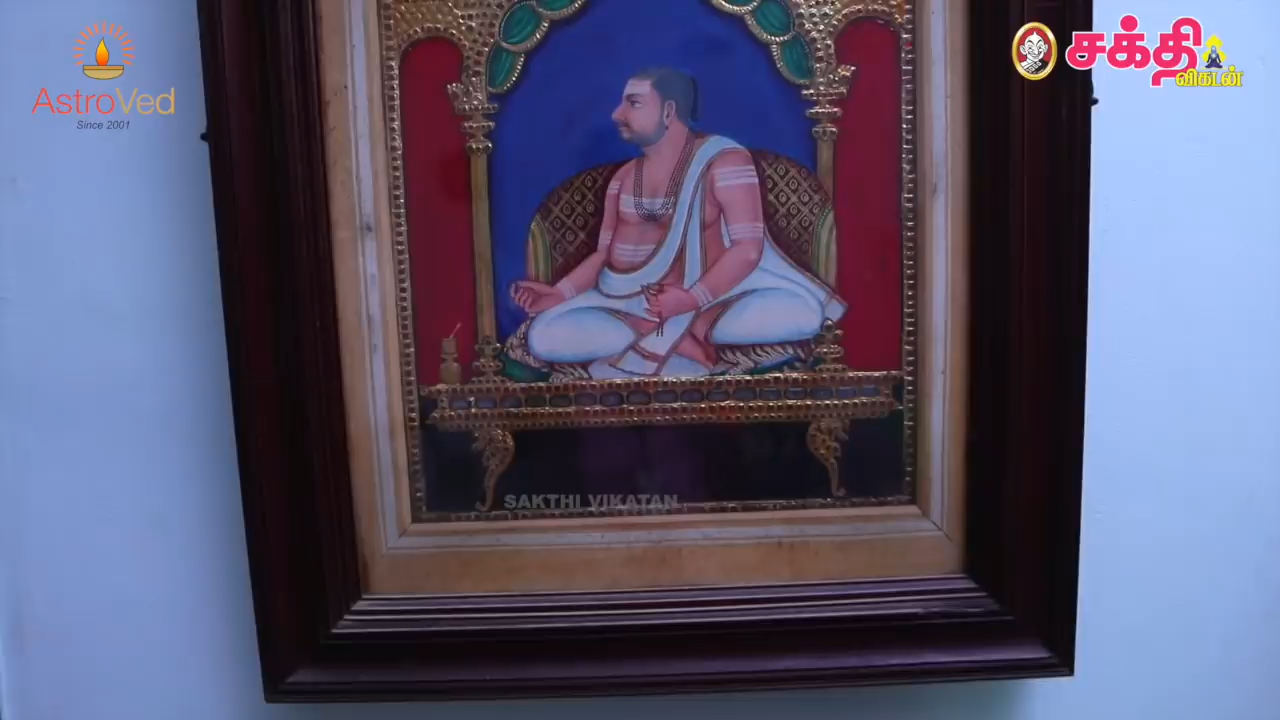 AstroVed
Since 2001
சக்தி
விகடன்
SAKTHI VIKATAN